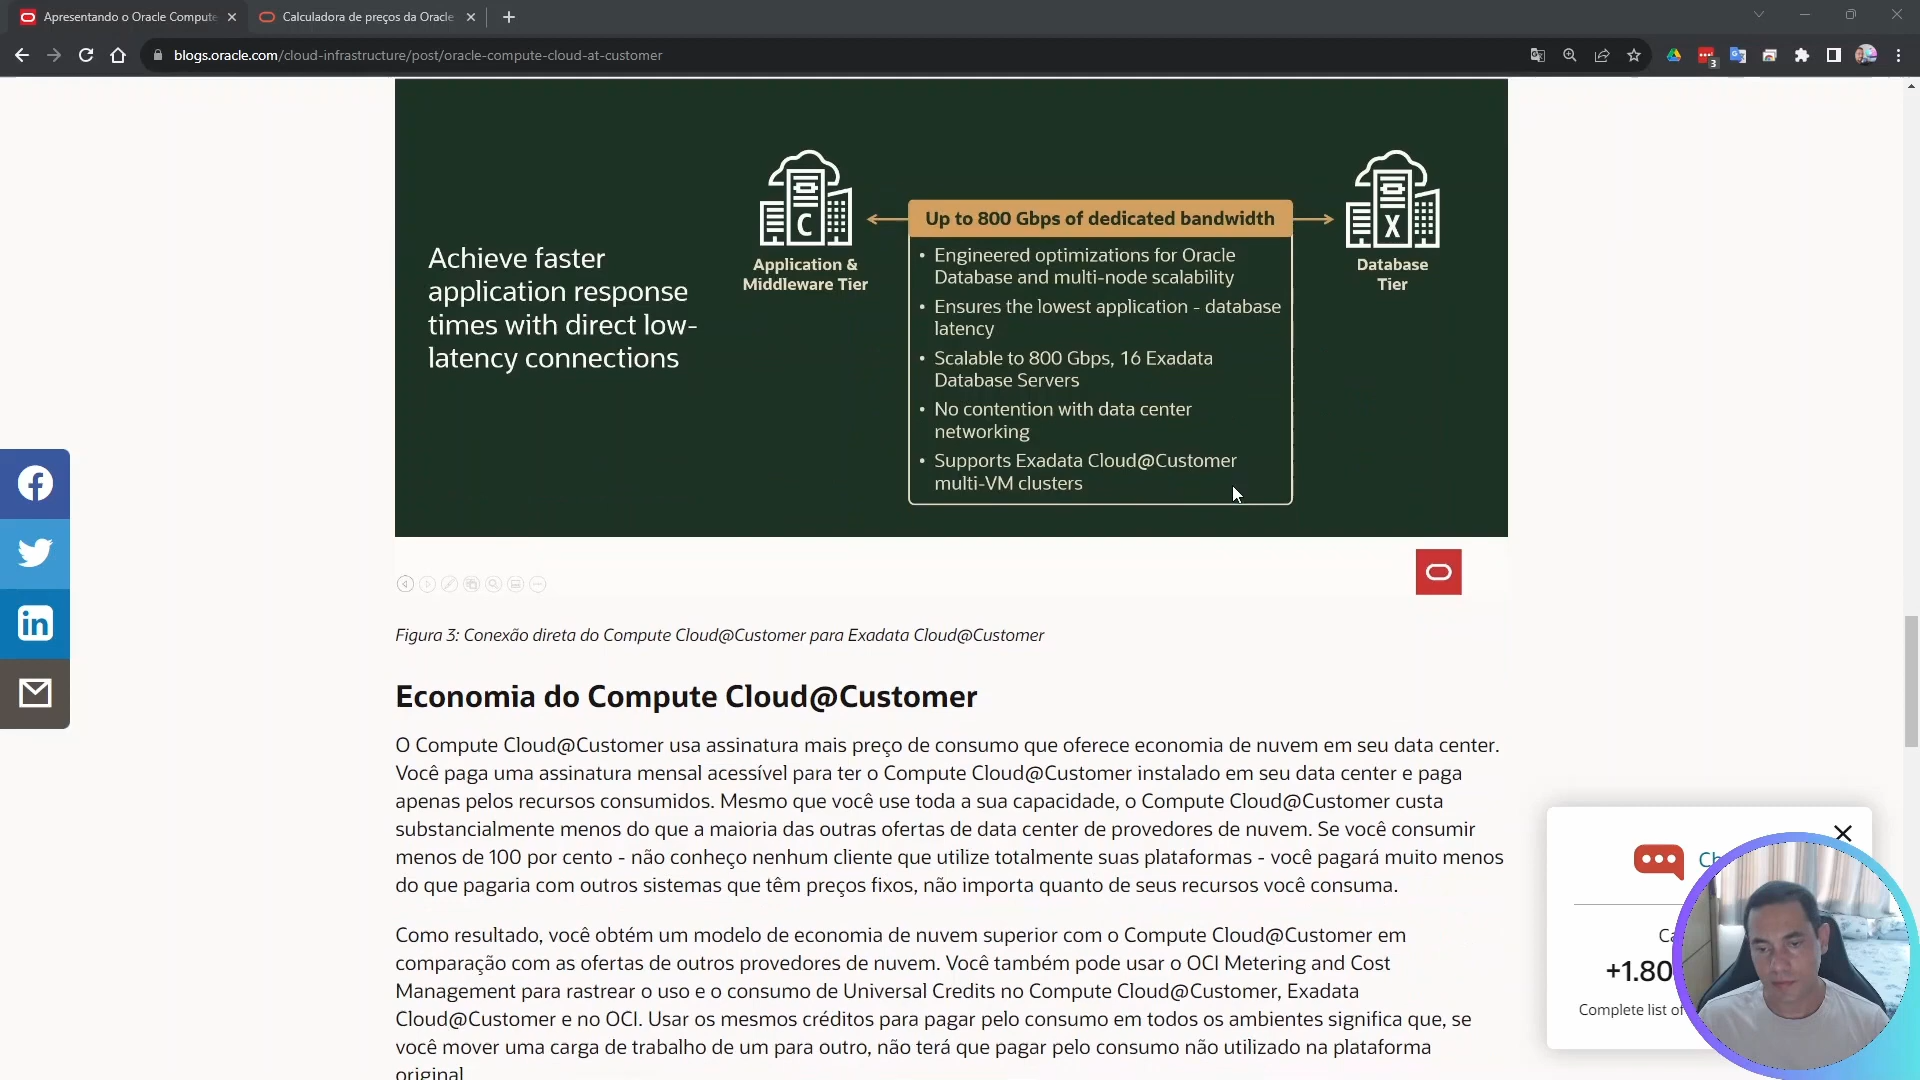 Apresentando o Oracle Compute
Calculadora de preços da Oracle
blogs.oracle.com/cloud-infrastructure/post/oracle-compute-cloud-at-customer
3
Achieve faster
application response
times with direct low-
latency connections
C
Application &
Middleware Tier
Up to 800 Gbps of dedicated bandwidth
• Engineered optimizations for Oracle
Database and multi-node scalability
• Ensures the lowest application - database
latency
• Scalable to 800 Gbps, 16 Exadata
Database Servers
• No contention with data center
networking
• Supports Exadata Cloud@Customer
multi-VM clusters
X
Database
Tier
Figura 3: Conexão direta do Compute Cloud@Customer para Exadata Cloud@Customer
Economia do Compute Cloud@Customer
O Compute Cloud@Customer usa assinatura mais preço de consumo que oferece economia de nuvem em seu data center.
Você paga uma assinatura mensal acessível para ter o Compute Cloud@Customer instalado em seu data center e paga
apenas pelos recursos consumidos. Mesmo que você use toda a sua capacidade, o Compute Cloud@Customer custa
substancialmente menos do que a maioria das outras ofertas de data center de provedores de nuvem. Se você consumir
menos de 100 por cento - não conheço nenhum cliente que utilize totalmente suas plataformas - você pagará muito menos
do que pagaria com outros sistemas que têm preços fixos, não importa quanto de seus recursos você consuma.
Como resultado, você obtém um modelo de economia de nuvem superior com o Compute Cloud@Customer em
comparação com as ofertas de outros provedores de nuvem. Você também pode usar o OCI Metering and Cost
Management para rastrear o uso e o consumo de Universal Credits no Compute Cloud@Customer, Exadata
Cloud@Customer e no OCI. Usar os mesmos créditos para pagar pelo consumo em todos os ambientes significa que, se
você mover uma carga de trabalho de um para outro, não terá que pagar pelo consumo não utilizado na plataforma
original
+1.80
Complete list of